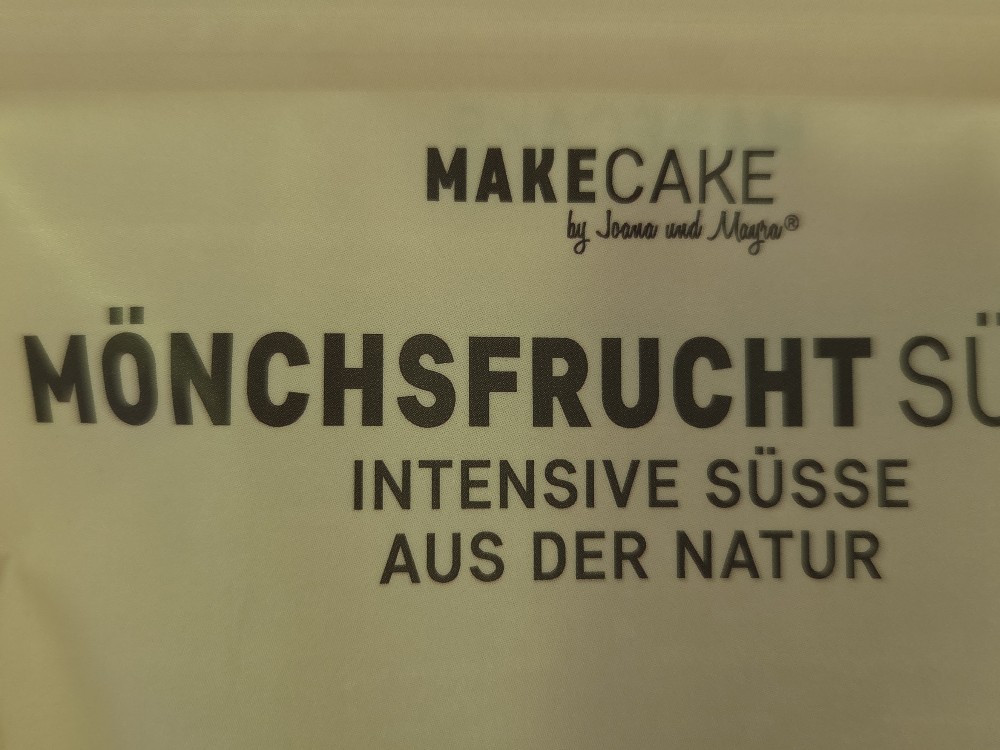 MAKECAKE
by Joana und Mayra®
MÖNCHSFRUCHT
INTENSIVE SÜSSE
AUS DER NATUR